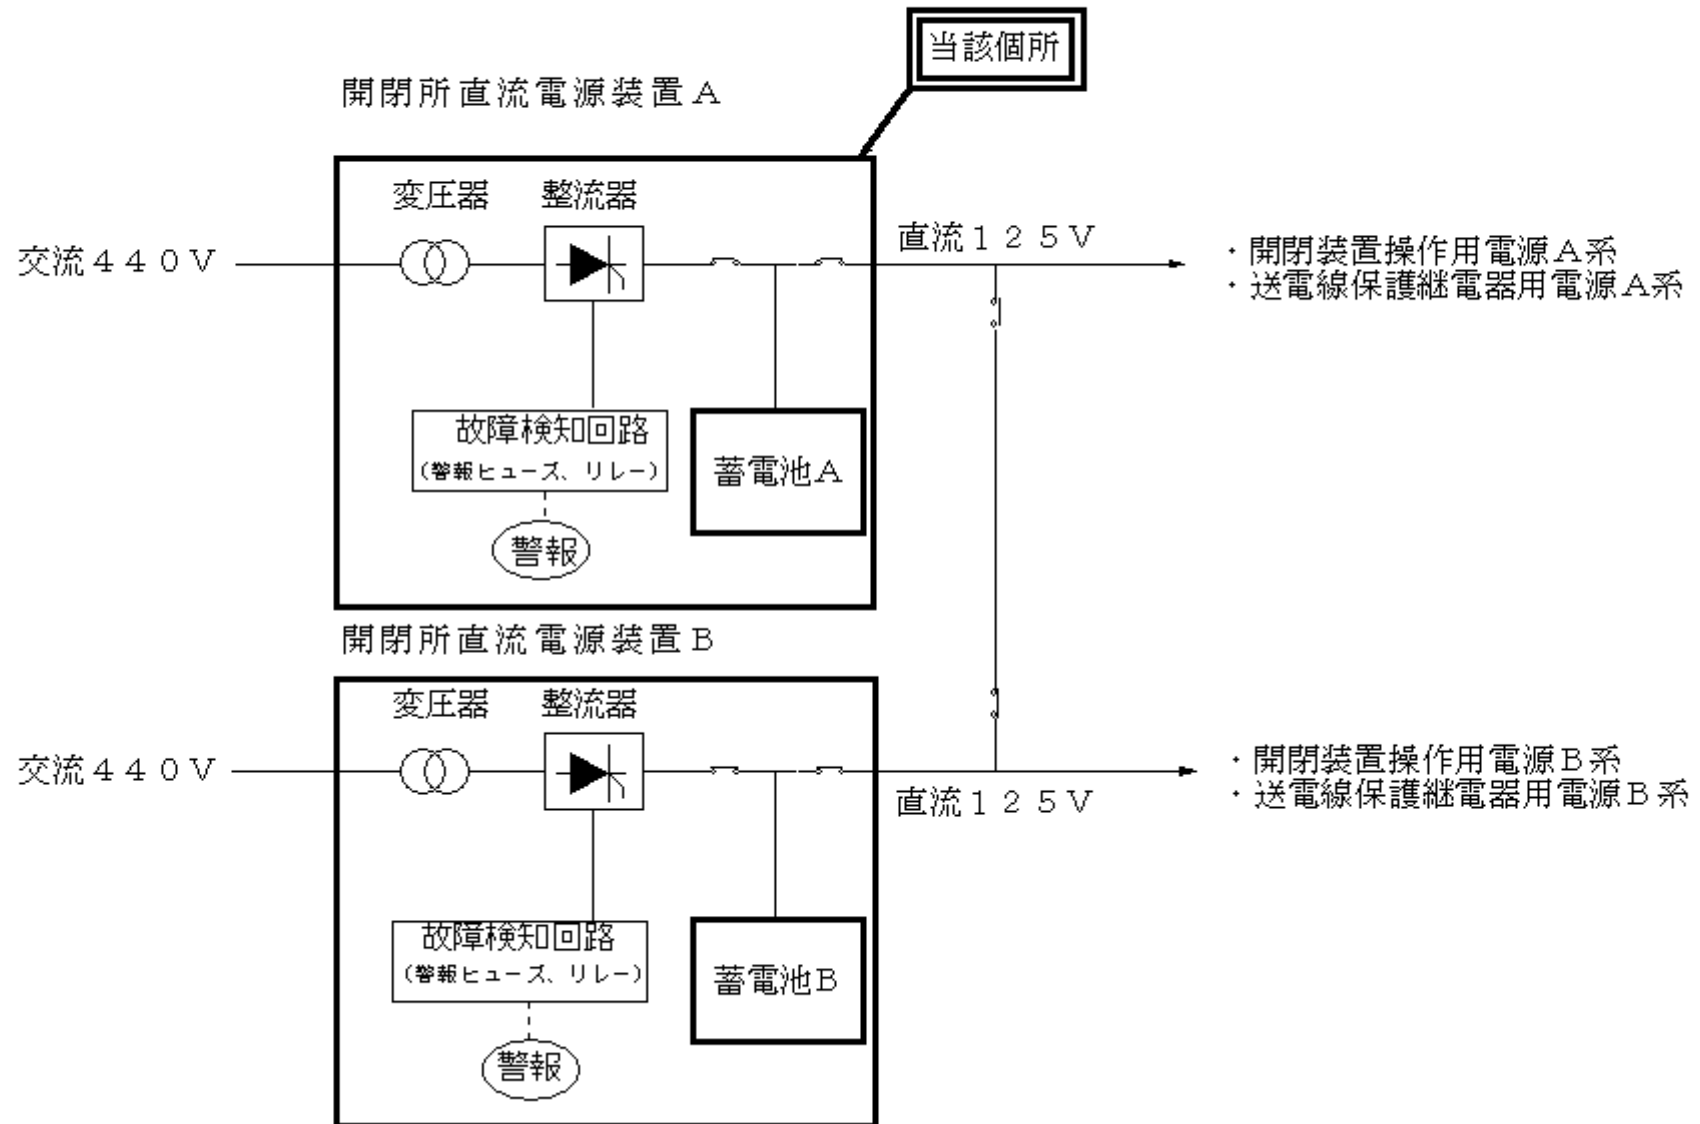 当該個所
開閉所直流電源装置A
変圧器 整流器
交流440V
直流125V
・開閉装置操作用電源A系
・送電線保護継電器用電源A系
故障検知回路
(警報ヒューズ、リレー)
蓄電池A
警報
開閉所直流電源装置B
変圧器 整流器
交流440V
直流125V
・開閉装置操作用電源B系
・送電線保護継電器用電源B系
故障検知回路
(警報ヒューズ、リレー)
蓄電池B
警報